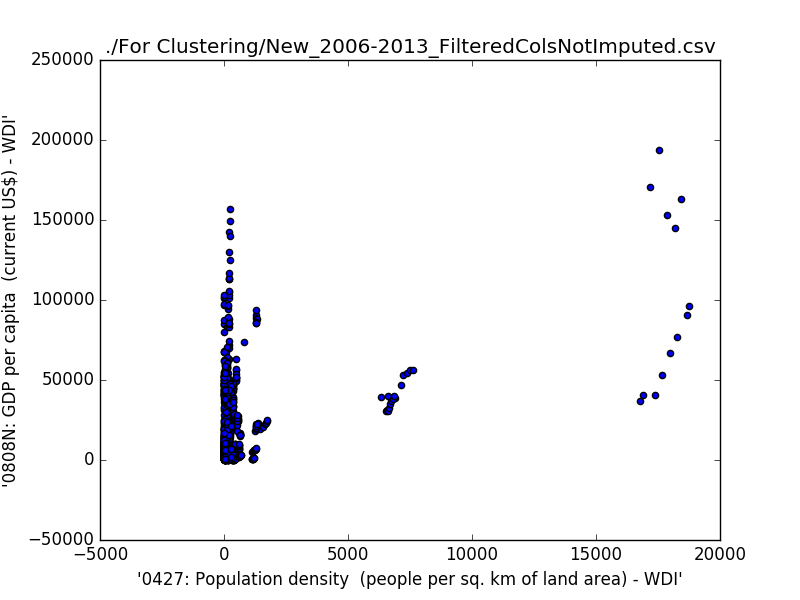 ./For Clustering/New_2006-2013_FilteredColsNotImputed.csv
250000
200000
150000
100000
50000
0
−50000
'0808N: GDP per capita  (current US$) - WDI'
−5000 0 5000 10000 15000 20000
'0427: Population density  (people per sq. km of land area) - WDI'